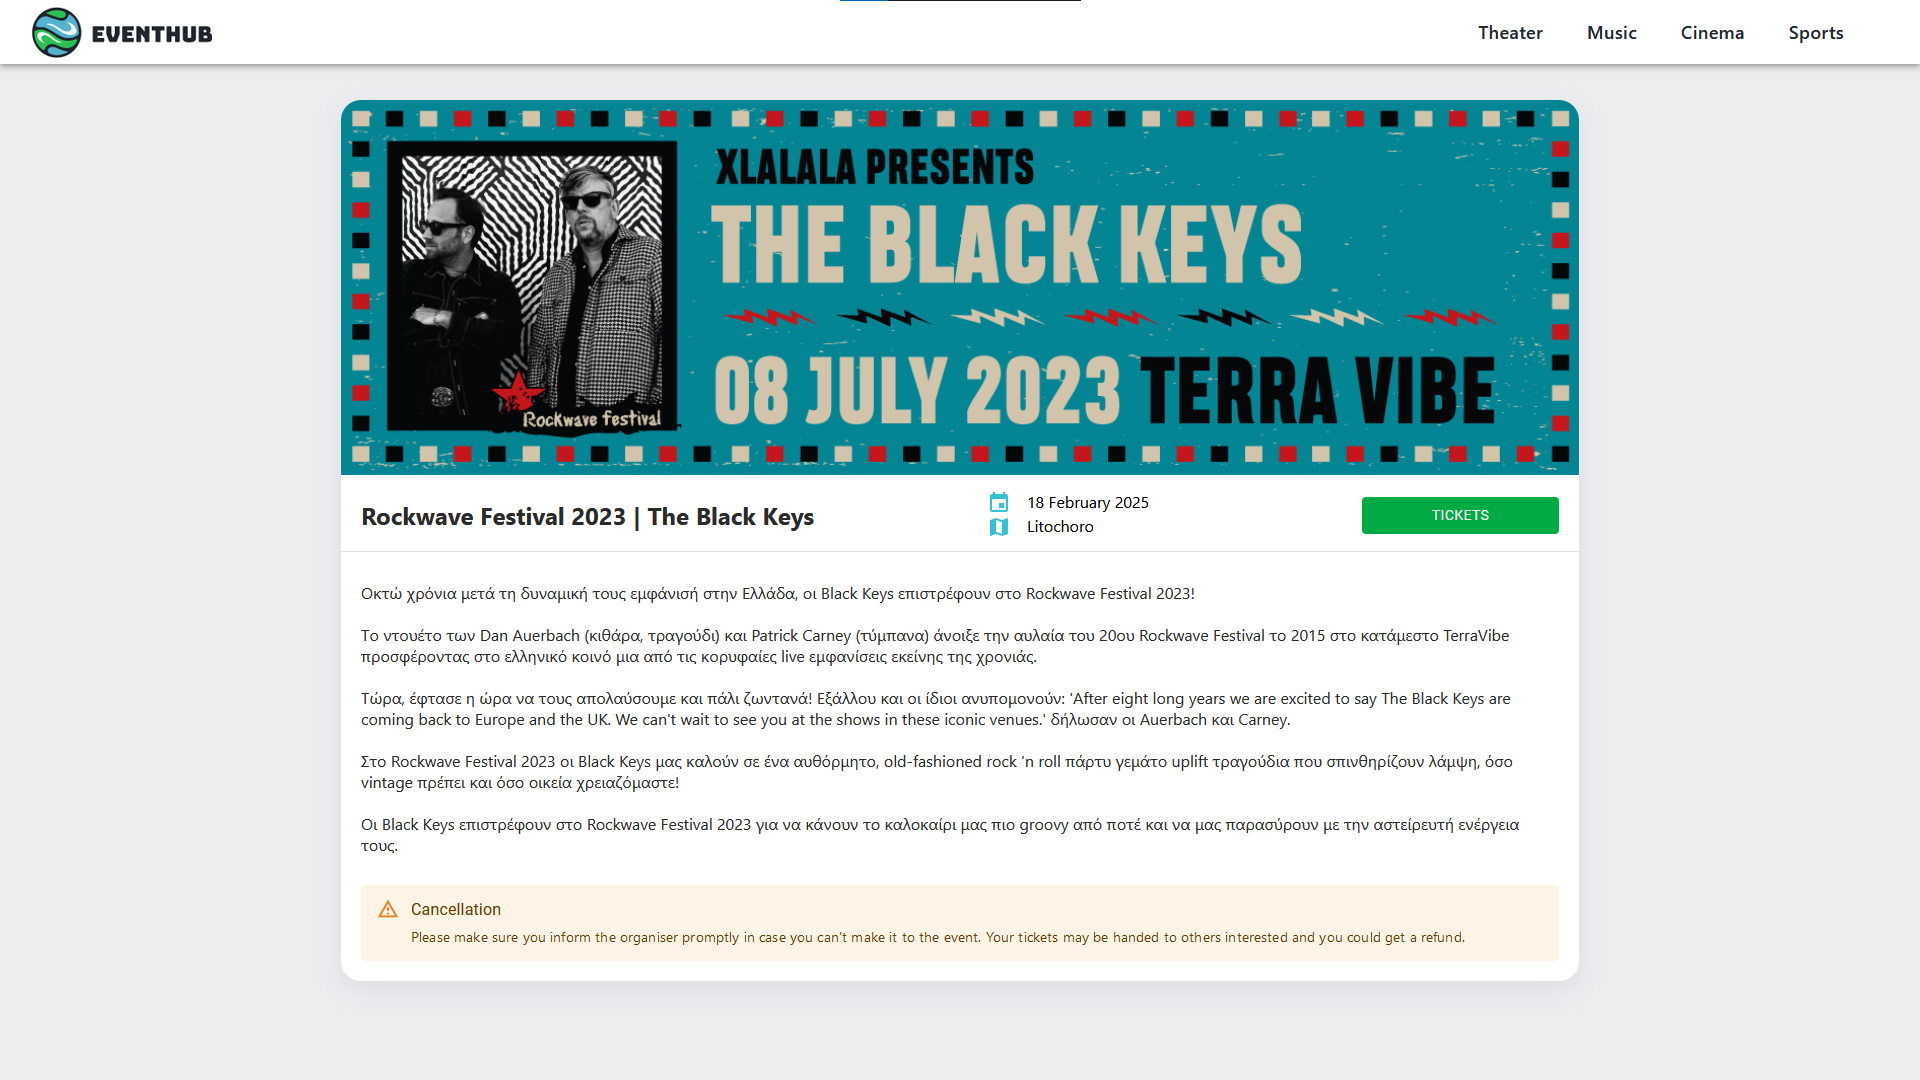 EVENTHUB
Theater Music Cinema Sports
XLALALA PRESENTS
THE BLACK KEYS
08 JULY 2023 TERRA VIBE
Rockwave festival
Rockwave Festival 2023 | The Black Keys
18 February 2025
Litochoro
TICKETS
Οκτώ χρόνια μετά τη δυναμική τους εμφάνισή στην Ελλάδα, οι Black Keys επιστρέφουν στο Rockwave Festival 2023!
Το ντουέτο των Dan Auerbach (κιθάρα, τραγούδι) και Patrick Carney (τύμπανα) άνοιξε την αυλαία του 20ου Rockwave Festival το 2015 στο κατάμεστο TerraVibe
προσφέροντας στο ελληνικό κοινό μια από τις κορυφαίες live εμφανίσεις εκείνης της χρονιάς.
Τώρα, έφτασε η ώρα να τους απολαύσουμε και πάλι ζωντανά! Εξάλλου και οι ίδιοι ανυπομονούν: 'After eight long years we are excited to say The Black Keys are
coming back to Europe and the UK. We can't wait to see you at the shows in these iconic venues.' δήλωσαν οι Auerbach και Carney.
Στο Rockwave Festival 2023 οι Black Keys μας καλούν σε ένα αυθόρμητο, old-fashioned rock 'n roll πάρτυ γεμάτο uplift τραγούδια που σπινθηρίζουν λάμψη, όσο
vintage πρέπει και όσο οικεία χρειαζόμαστε!
Οι Black Keys επιστρέφουν στο Rockwave Festival 2023 για να κάνουν το καλοκαίρι μας πιο groovy από ποτέ και να μας παρασύρουν με την αστείρευτή ενέργεια
τους.
Cancellation
Please make sure you inform the organiser promptly in case you can't make it to the event. Your tickets may be handed to others interested and you could get a refund.